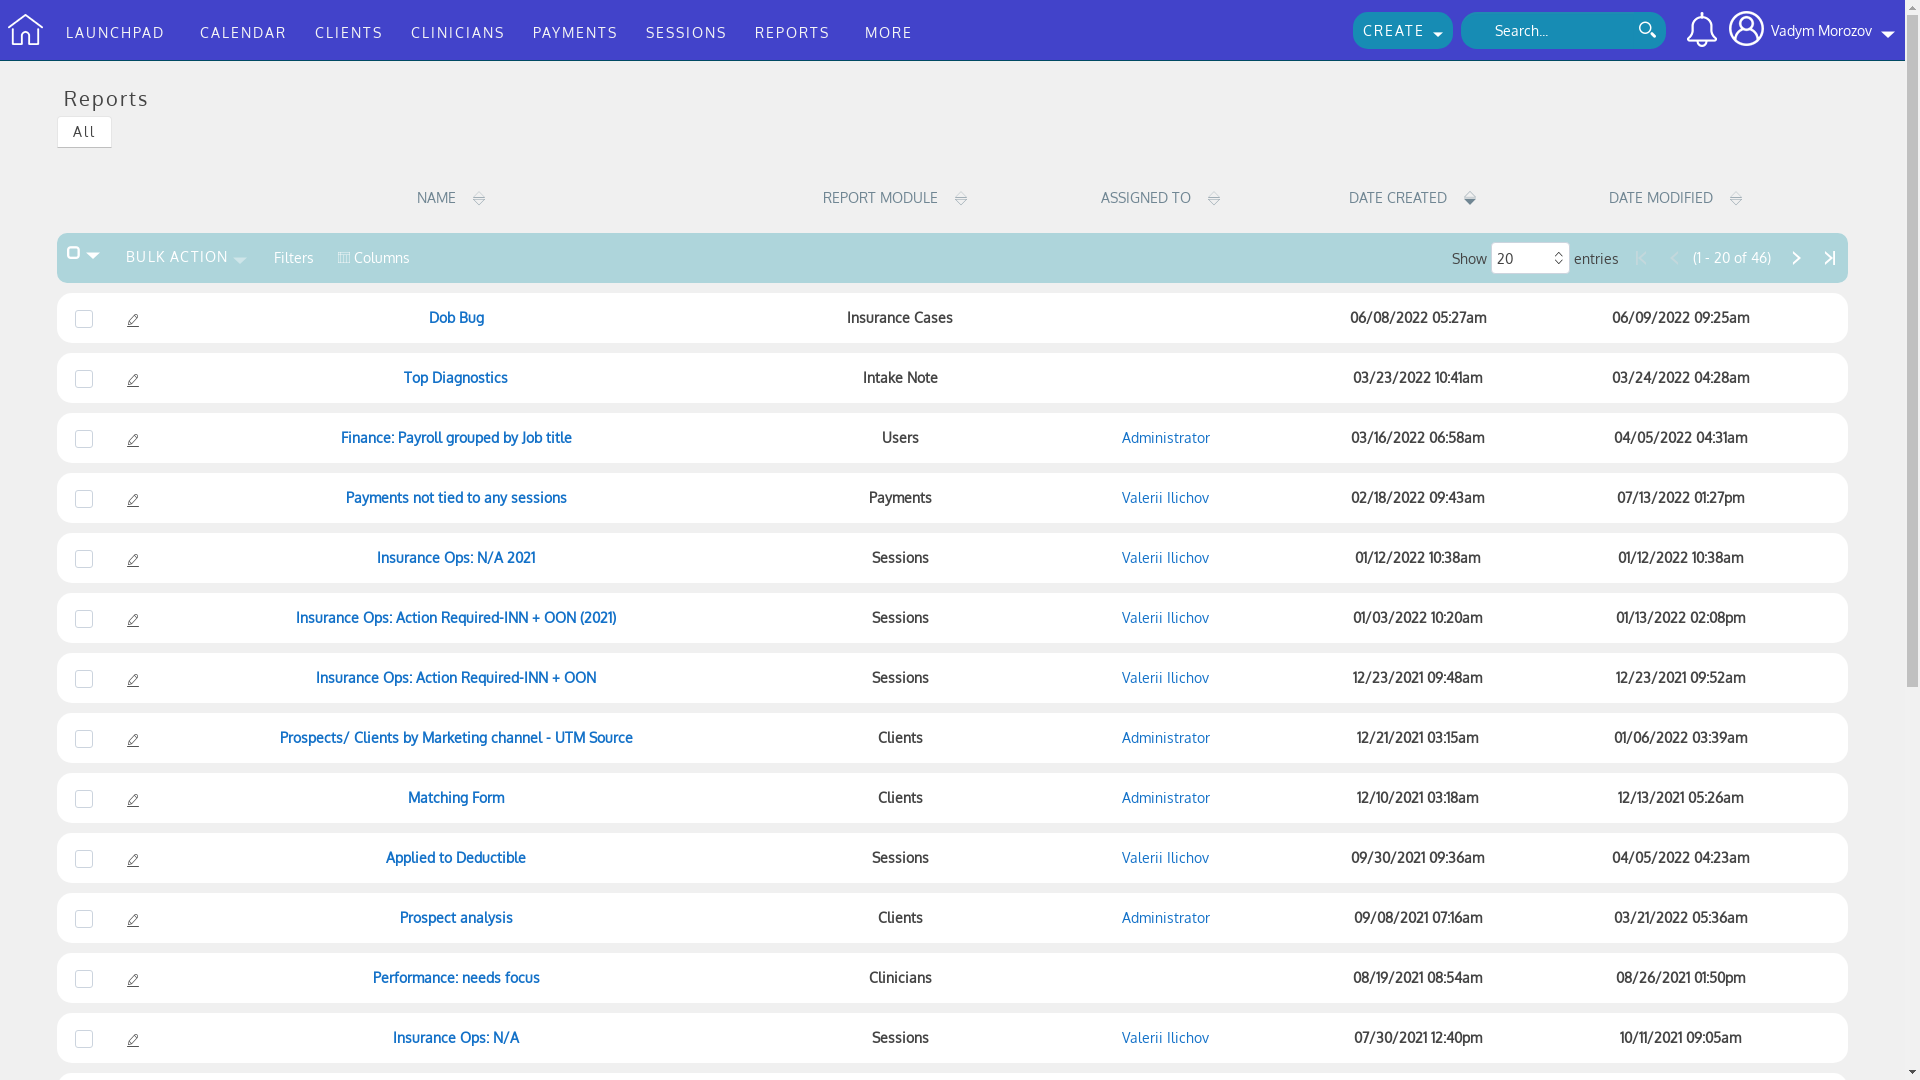 LAUNCHPAD CALENDAR CLIENTS CLINICIANS PAYMENTS SESSIONS REPORTS MORE CREATE Search... Vadym Morozov
Reports
All
NAME REPORT MODULE ASSIGNED TO DATE CREATED DATE MODIFIED
BULK ACTION Filters Columns Show 20 entries (1 - 20 of 46)
Dob Bug Insurance Cases 06/08/2022 05:27am 06/09/2022 09:25am
Top Diagnostics Intake Note 03/23/2022 10:41am 03/24/2022 04:28am
Finance: Payroll grouped by Job title Users Administrator 03/16/2022 06:58am 04/05/2022 04:31am
Payments not tied to any sessions Payments Valerii Ilichov 02/18/2022 09:43am 07/13/2022 01:27pm
Insurance Ops: N/A 2021 Sessions Valerii Ilichov 01/12/2022 10:38am 01/12/2022 10:38am
Insurance Ops: Action Required-INN + OON (2021) Sessions Valerii Ilichov 01/03/2022 10:20am 01/13/2022 02:08pm
Insurance Ops: Action Required-INN + OON Sessions Valerii Ilichov 12/23/2021 09:48am 12/23/2021 09:52am
Prospects/ Clients by Marketing channel - UTM Source Clients Administrator 12/21/2021 03:15am 01/06/2022 03:39am
Matching Form Clients Administrator 12/10/2021 03:18am 12/13/2021 05:26am
Applied to Deductible Sessions Valerii Ilichov 09/30/2021 09:36am 04/05/2022 04:23am
Prospect analysis Clients Administrator 09/08/2021 07:16am 03/21/2022 05:36am
Performance: needs focus Clinicians 08/19/2021 08:54am 08/26/2021 01:50pm
Insurance Ops: N/A Sessions Valerii Ilichov 07/30/2021 12:40pm 10/11/2021 09:05am